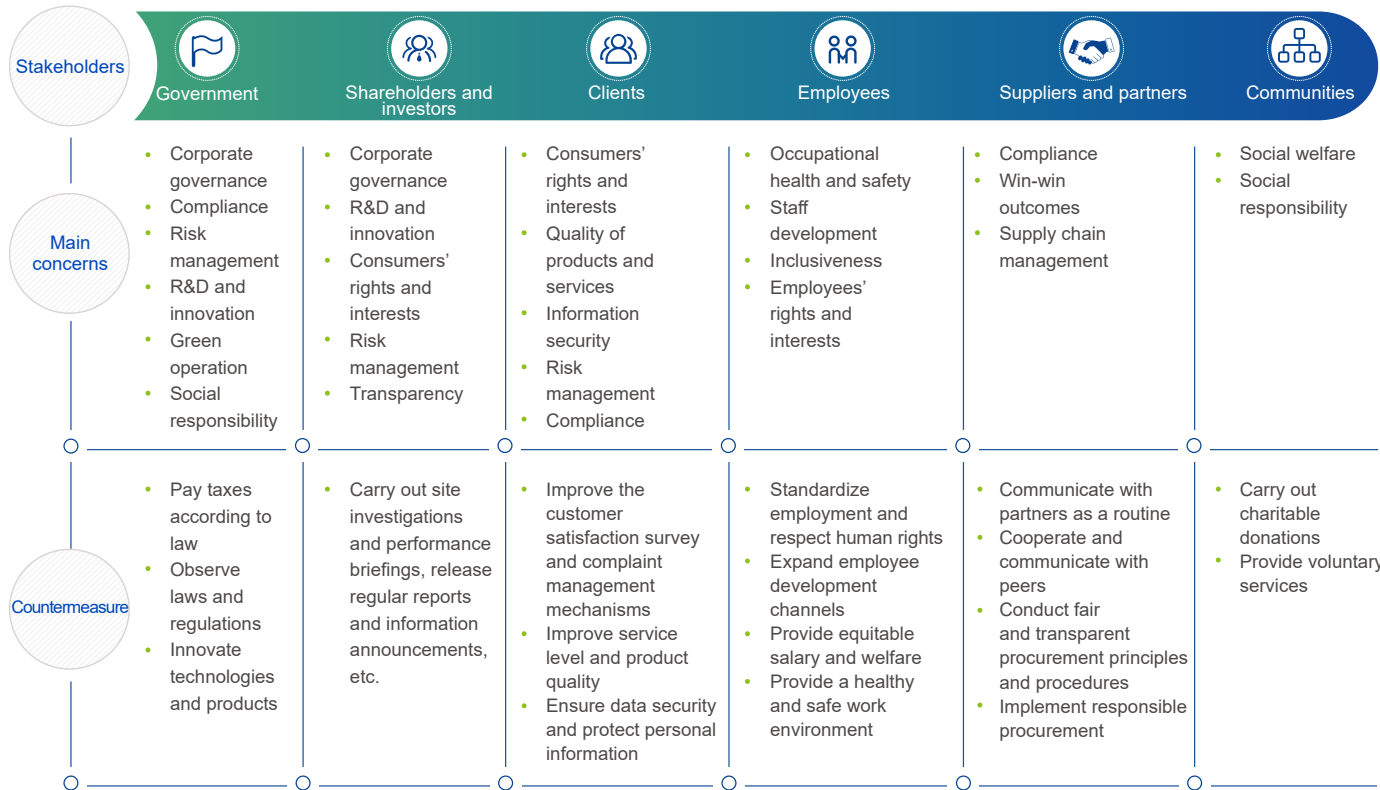 Stakeholders
Government
Shareholders and
investors
Clients
Employees
Suppliers and partners
Communities
Main
concerns
• Corporate
governance
• Compliance
• Risk
management
• R&D and
innovation
• Green
operation
• Social
responsibility
• Corporate
governance
• R&D and
innovation
• Consumers’
rights and
interests
• Risk
management
• Transparency
• Consumers’
rights and
interests
• Quality of
products and
services
• Information
security
• Risk
management
• Compliance
• Occupational
health and safety
• Staff
development
• Inclusiveness
• Employees’
rights and
interests
• Compliance
• Win-win
outcomes
• Supply chain
management
• Social welfare
• Social
responsibility
Countermeasure
• Pay taxes
according to
law
• Observe
laws and
regulations
• Innovate
technologies
and products
• Carry out site
investigations
and performance
briefings, release
regular reports
and information
announcements,
etc.
• Improve the
customer
satisfaction survey
and complaint
management
mechanisms
• Improve service
level and product
quality
• Ensure data security
and protect personal
information
• Standardize
employment and
respect human rights
• Expand employee
development
channels
• Provide equitable
salary and welfare
• Provide a healthy
and safe work
environment
• Communicate with
partners as a routine
• Cooperate and
communicate with
peers
• Conduct fair
and transparent
procurement principles
and procedures
• Implement responsible
procurement
• Carry out
charitable
donations
• Provide voluntary
services